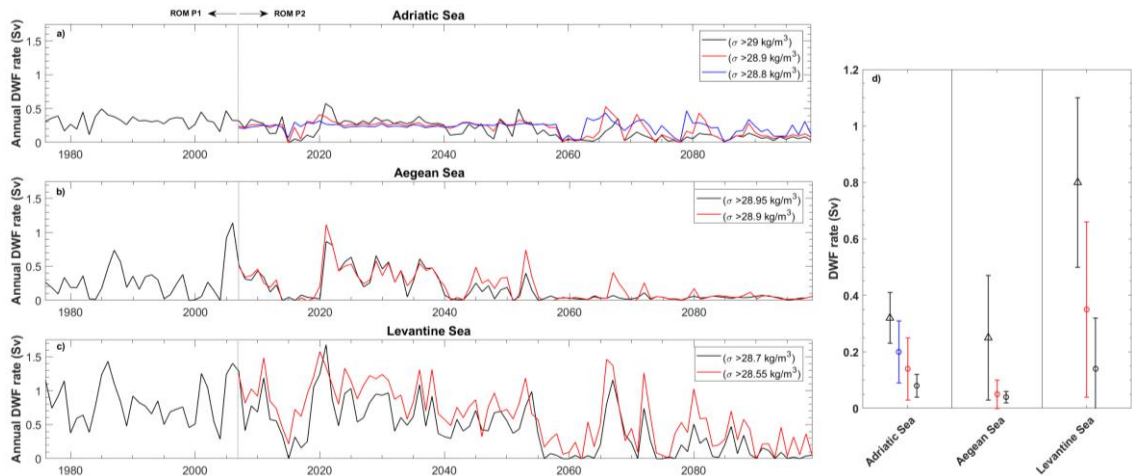 ROM P1 ROM P2
Adriatic Sea
a)
Annual DWF rate (Sv)
1.5
1
0.5
0
(σ >29 kg/m³)
(σ >28.9 kg/m³)
(σ >28.8 kg/m³)
1980 2000 2020 2040 2060 2080
Aegean Sea
b)
Annual DWF rate (Sv)
1.5
1
0.5
0
(σ >28.95 kg/m³)
(σ >28.9 kg/m³)
1980 2000 2020 2040 2060 2080
Levantine Sea
c)
Annual DWF rate (Sv)
1.5
1
0.5
0
(σ >28.7 kg/m³)
(σ >28.55 kg/m³)
1980 2000 2020 2040 2060 2080
d)
DWF rate (Sv)
1.2
1
0.8
0.6
0.4
0.2
0
Adriatic Sea
Aegean Sea
Levantine Sea